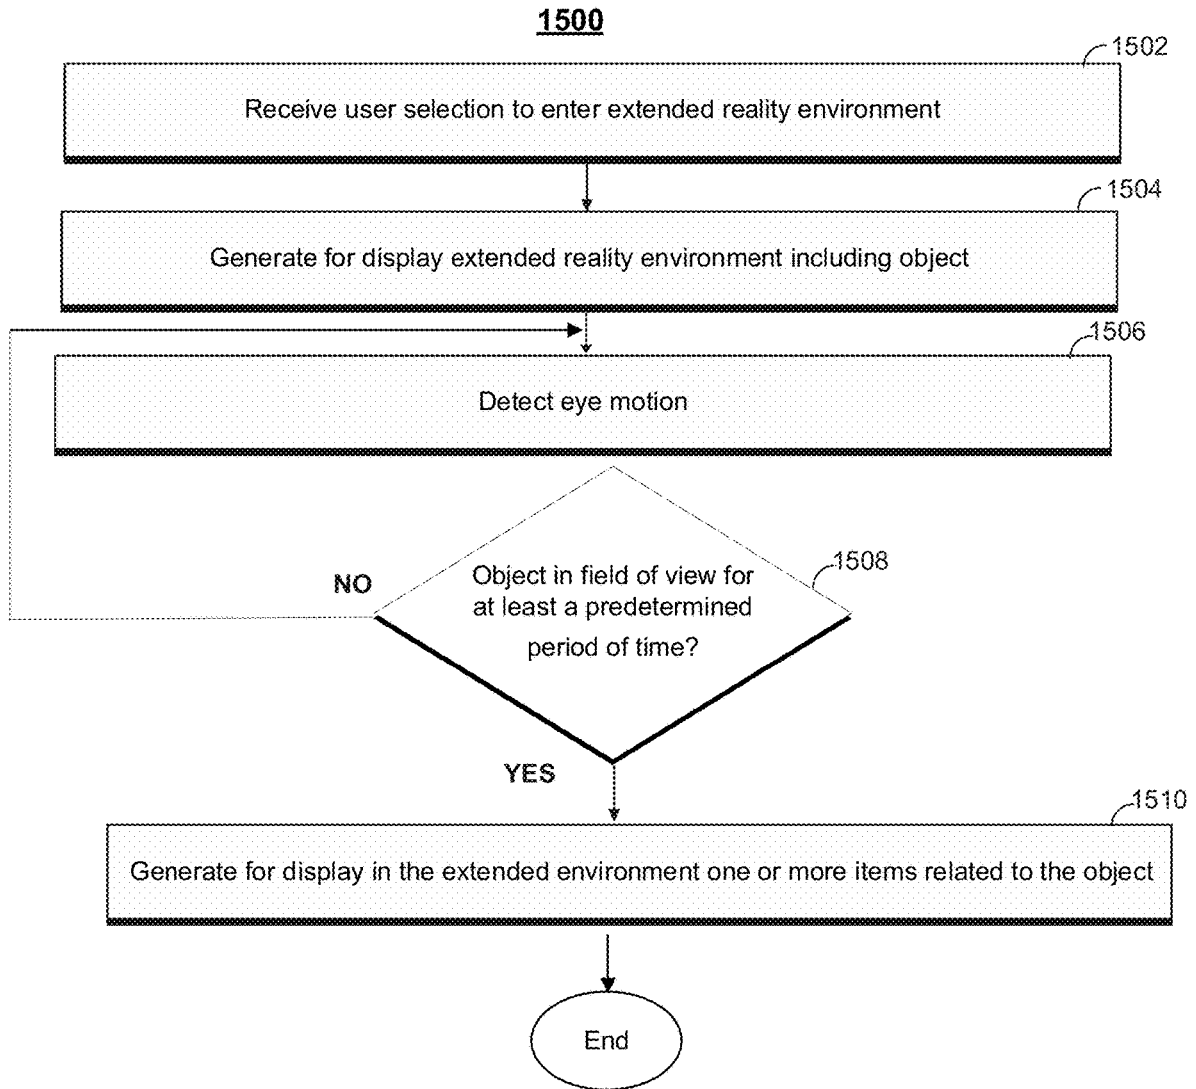 1500
1502
Receive user selection to enter extended reality environment
1504
Generate for display extended reality environment including object
1506
Detect eye motion
1508
Object in field of view for
at least a predetermined
period of time?
NO
YES
1510
Generate for display in the extended environment one or more items related to the object
End